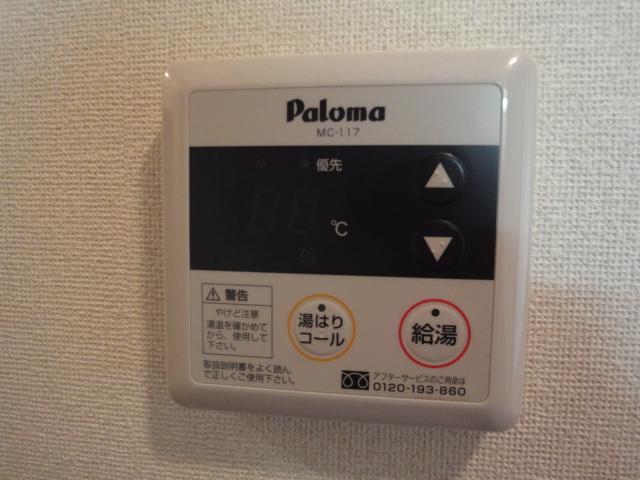 Paloma
MC-117
優先
℃
警告
やけど注意
湯温を確かめて
から、使用して
下さい。
取扱説明書をよく読ん
で正しくご使用下さい。
湯はり
コール
給湯
アフターサービスのご用命は
0120-193-860